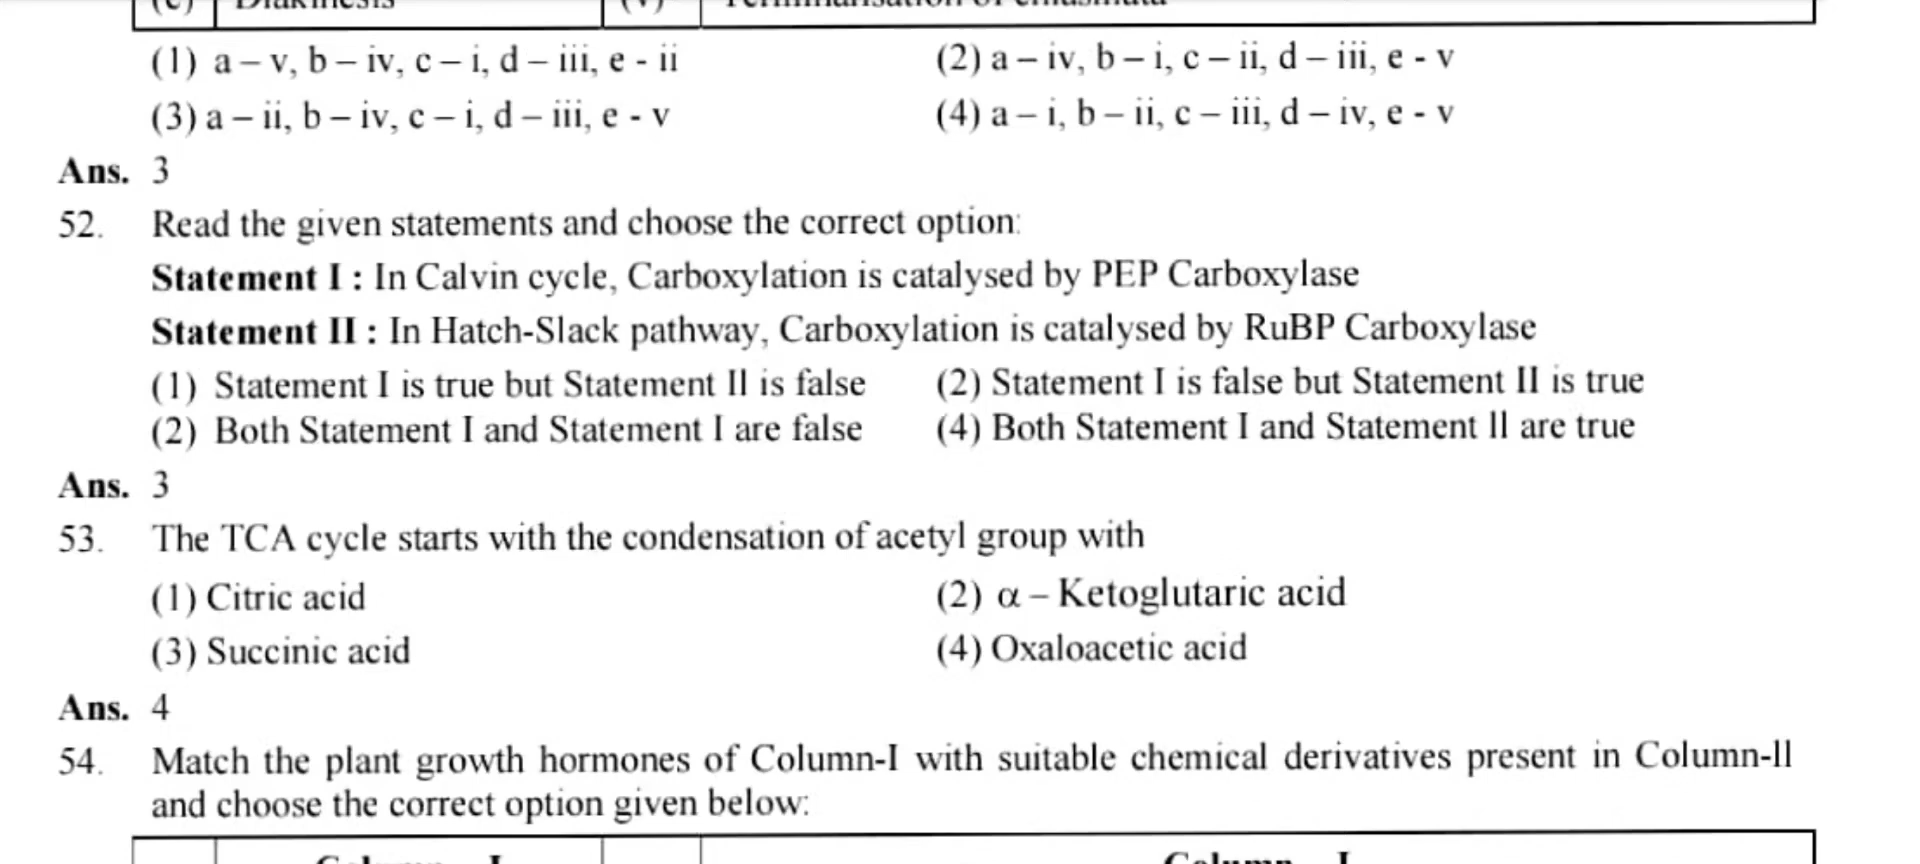 (e) Diakinesis (v) Terminalisation of chiasmata
(1) a – v, b – iv, c – i, d – iii, e - ii (2) a – iv, b – i, c – ii, d – iii, e - v
(3) a – ii, b – iv, c – i, d – iii, e - v (4) a – i, b – ii, c – iii, d – iv, e - v
Ans. 3
52. Read the given statements and choose the correct option:
Statement I : In Calvin cycle, Carboxylation is catalysed by PEP Carboxylase
Statement II : In Hatch-Slack pathway, Carboxylation is catalysed by RuBP Carboxylase
(1) Statement I is true but Statement II is false (2) Statement I is false but Statement II is true
(2) Both Statement I and Statement I are false (4) Both Statement I and Statement II are true
Ans. 3
53. The TCA cycle starts with the condensation of acetyl group with
(1) Citric acid (2) α – Ketoglutaric acid
(3) Succinic acid (4) Oxaloacetic acid
Ans. 4
54. Match the plant growth hormones of Column-I with suitable chemical derivatives present in Column-II
and choose the correct option given below:
Column I Column I